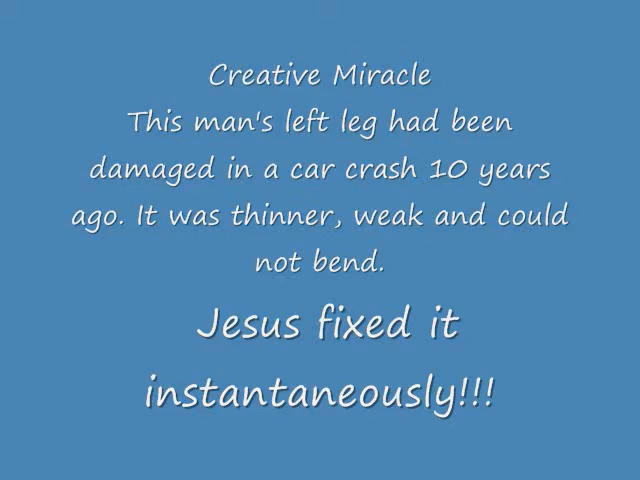 Creative Miracle
This man's left leg had been
damaged in a car crash 10 years
ago. It was thinner, weak and could
not bend.
Jesus fixed it
instantaneously!!!